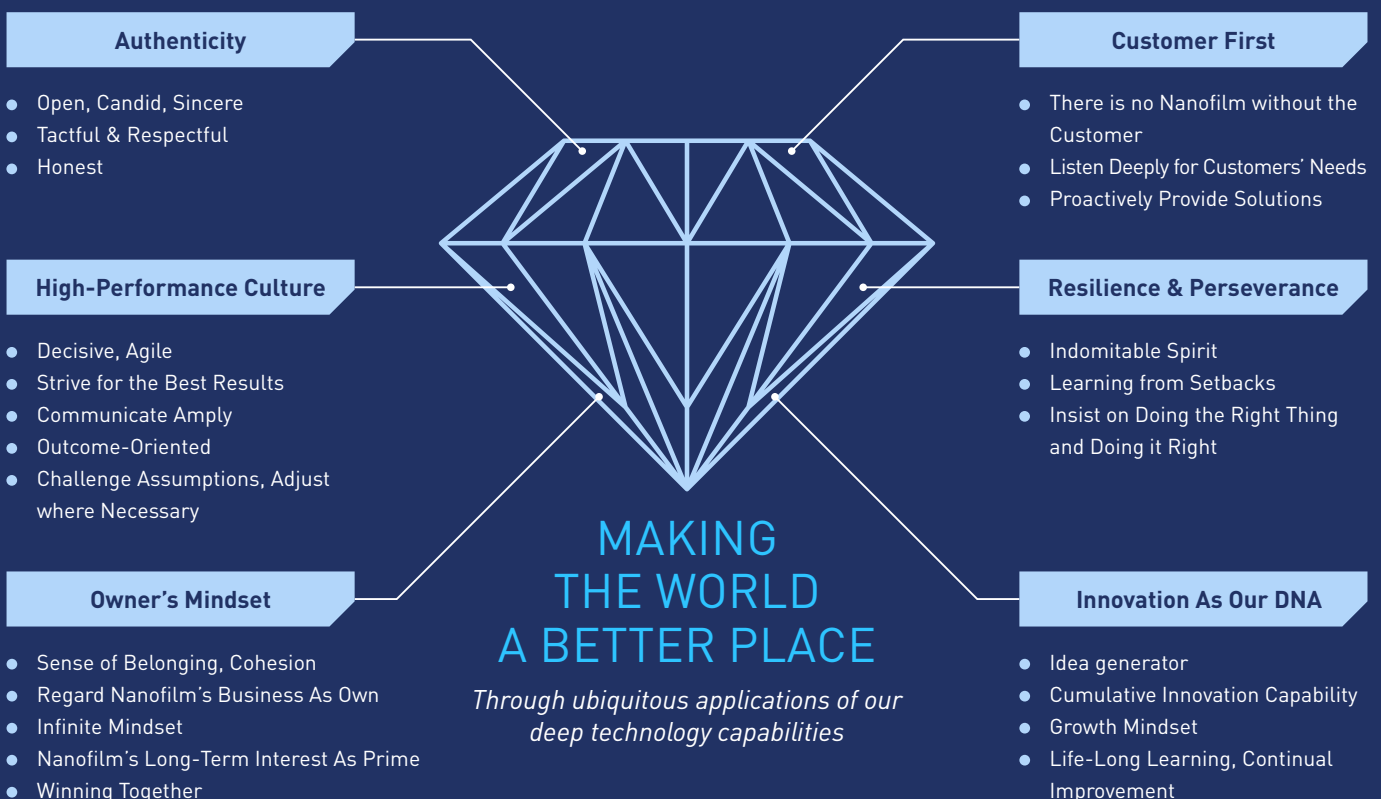 Authenticity
Open, Candid, Sincere
Tactful & Respectful
Honest
Customer First
There is no Nanofilm without the
Customer
Listen Deeply for Customers’ Needs
Proactively Provide Solutions
High-Performance Culture
Decisive, Agile
Strive for the Best Results
Communicate Amply
Outcome-Oriented
Challenge Assumptions, Adjust
where Necessary
Resilience & Perseverance
Indomitable Spirit
Learning from Setbacks
Insist on Doing the Right Thing
and Doing it Right
Owner’s Mindset
Sense of Belonging, Cohesion
Regard Nanofilm’s Business As Own
Infinite Mindset
Nanofilm’s Long-Term Interest As Prime
Winning Together
MAKING
THE WORLD
A BETTER PLACE
Through ubiquitous applications of our
deep technology capabilities
Innovation As Our DNA
Idea generator
Cumulative Innovation Capability
Growth Mindset
Life-Long Learning, Continual
Improvement